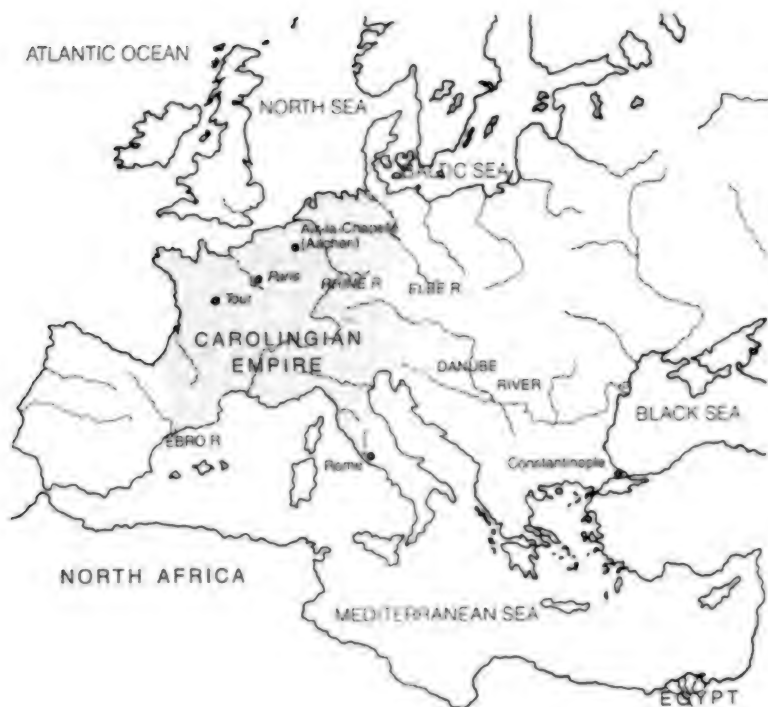 ATLANTIC OCEAN
NORTH SEA
BALTIC SEA
Aix-la-Chapelle
(Aachen)
Paris
RHINE R
ELBE R
Tour
CAROLINGIAN
EMPIRE
DANUBE
RIVER
BLACK SEA
EBRO R
Rome
Constantinople
NORTH AFRICA
MEDITERRANEAN SEA
EGYPT